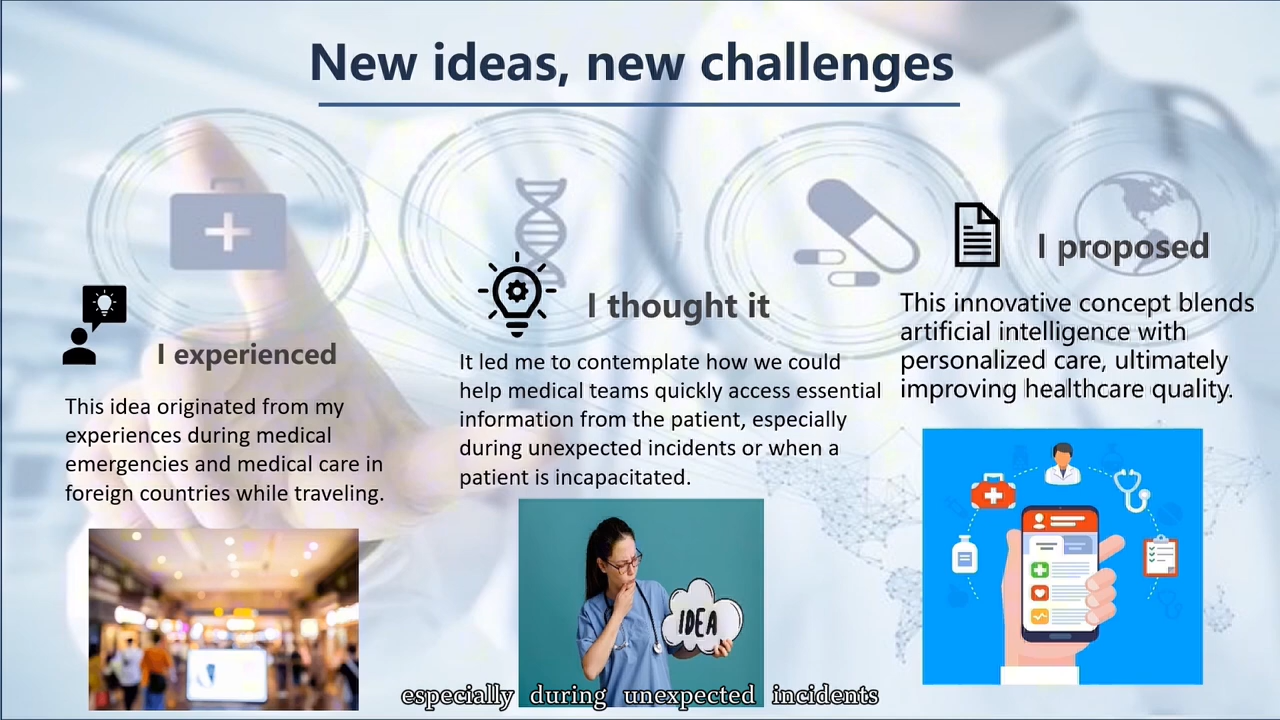 New ideas, new challenges
I experienced
This idea originated from my
experiences during medical
emergencies and medical care in
foreign countries while traveling.
I thought it
It led me to contemplate how we could
help medical teams quickly access essential
information from the patient, especially
during unexpected incidents or when a
patient is incapacitated.
IDEA
I proposed
This innovative concept blends
artificial intelligence with
personalized care, ultimately
improving healthcare quality.
especially during unexpected incidents